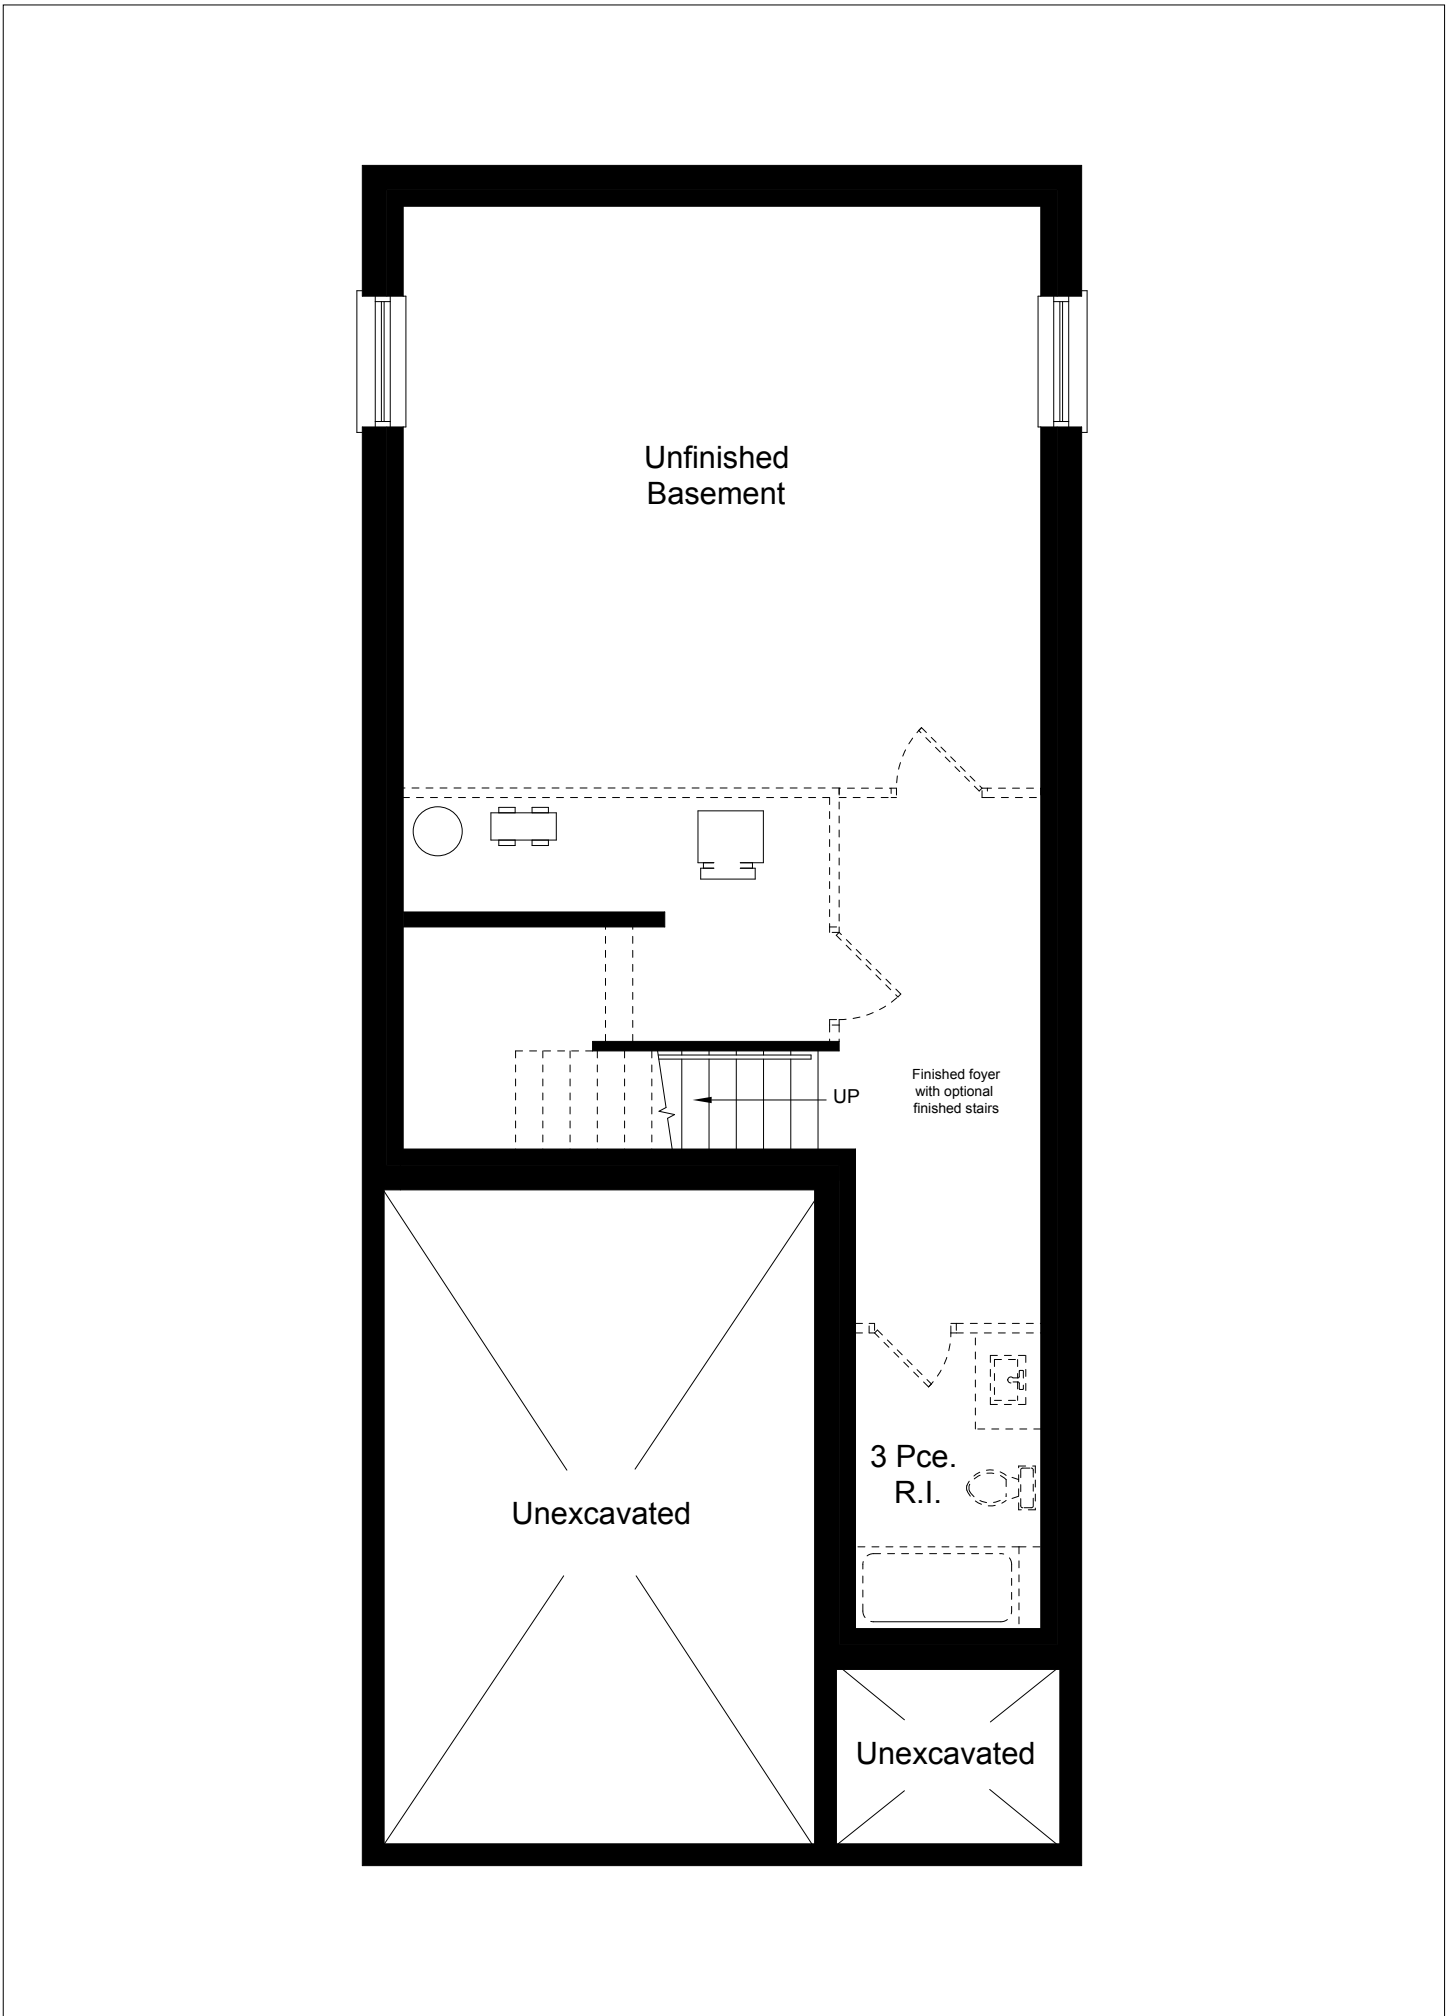 Unfinished
Basement
UP
Finished foyer
with optional
finished stairs
3 Pce.
R.I.
Unexcavated
Unexcavated